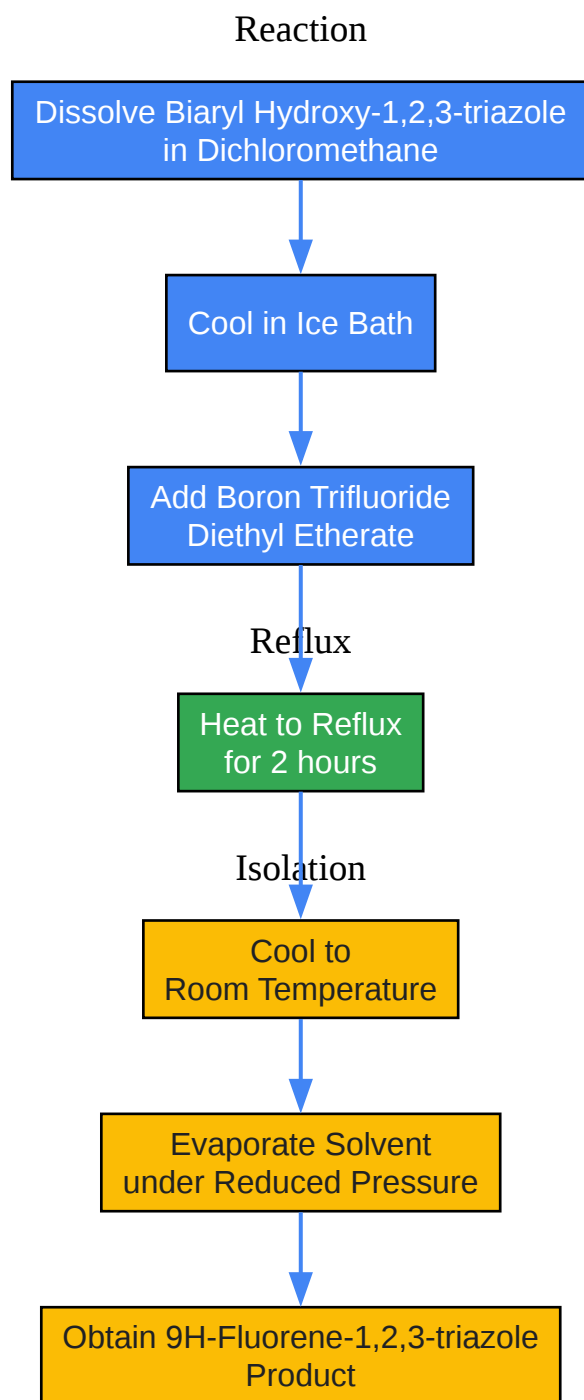 Reaction
Dissolve Biaryl Hydroxy-1,2,3-triazole
in Dichloromethane
Cool in Ice Bath
Add Boron Trifluoride
Diethyl Etherate
Reflux
Heat to Reflux
for 2 hours
Isolation
Cool to
Room Temperature
Evaporate Solvent
under Reduced Pressure
Obtain 9H-Fluorene-1,2,3-triazole
Product